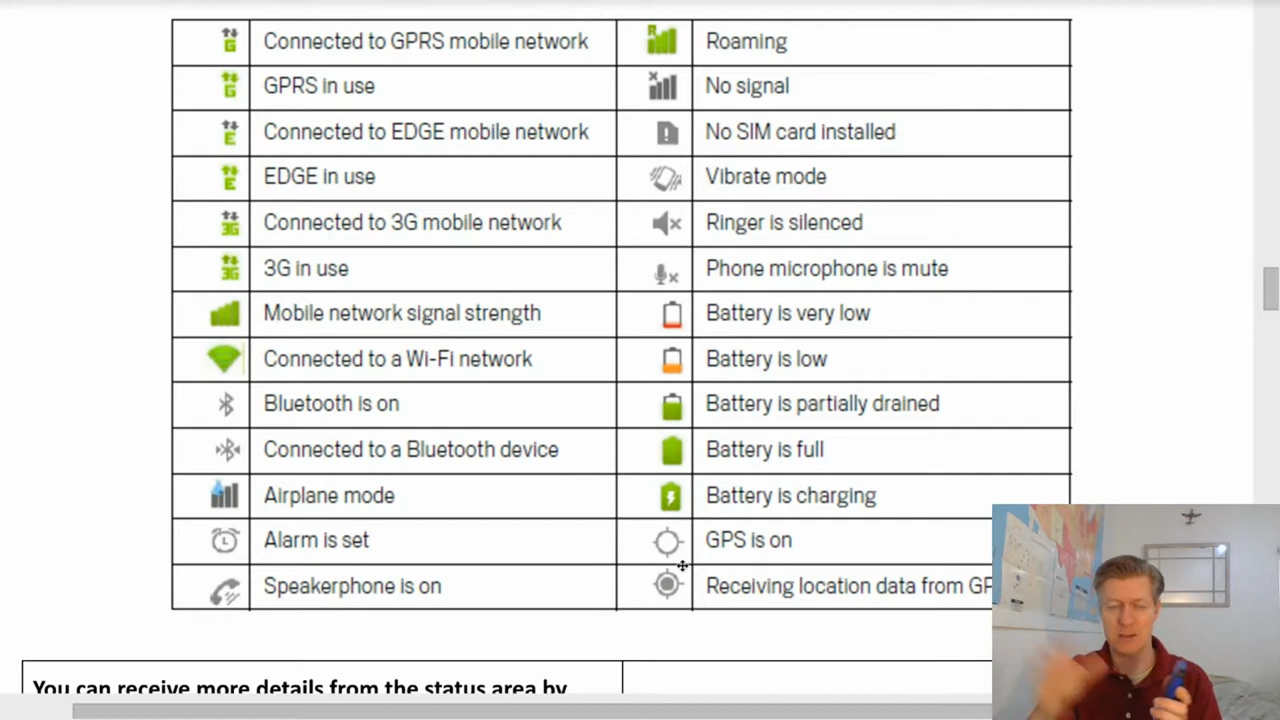 G Connected to GPRS mobile network
R Roaming
G GPRS in use
No signal
E Connected to EDGE mobile network
No SIM card installed
E EDGE in use
Vibrate mode
3G Connected to 3G mobile network
Ringer is silenced
3G 3G in use
Phone microphone is mute
Mobile network signal strength
Battery is very low
Connected to a Wi-Fi network
Battery is low
Bluetooth is on
Battery is partially drained
Connected to a Bluetooth device
Battery is full
Airplane mode
Battery is charging
Alarm is set
GPS is on
Speakerphone is on
Receiving location data from
You can receive more details from the status area by